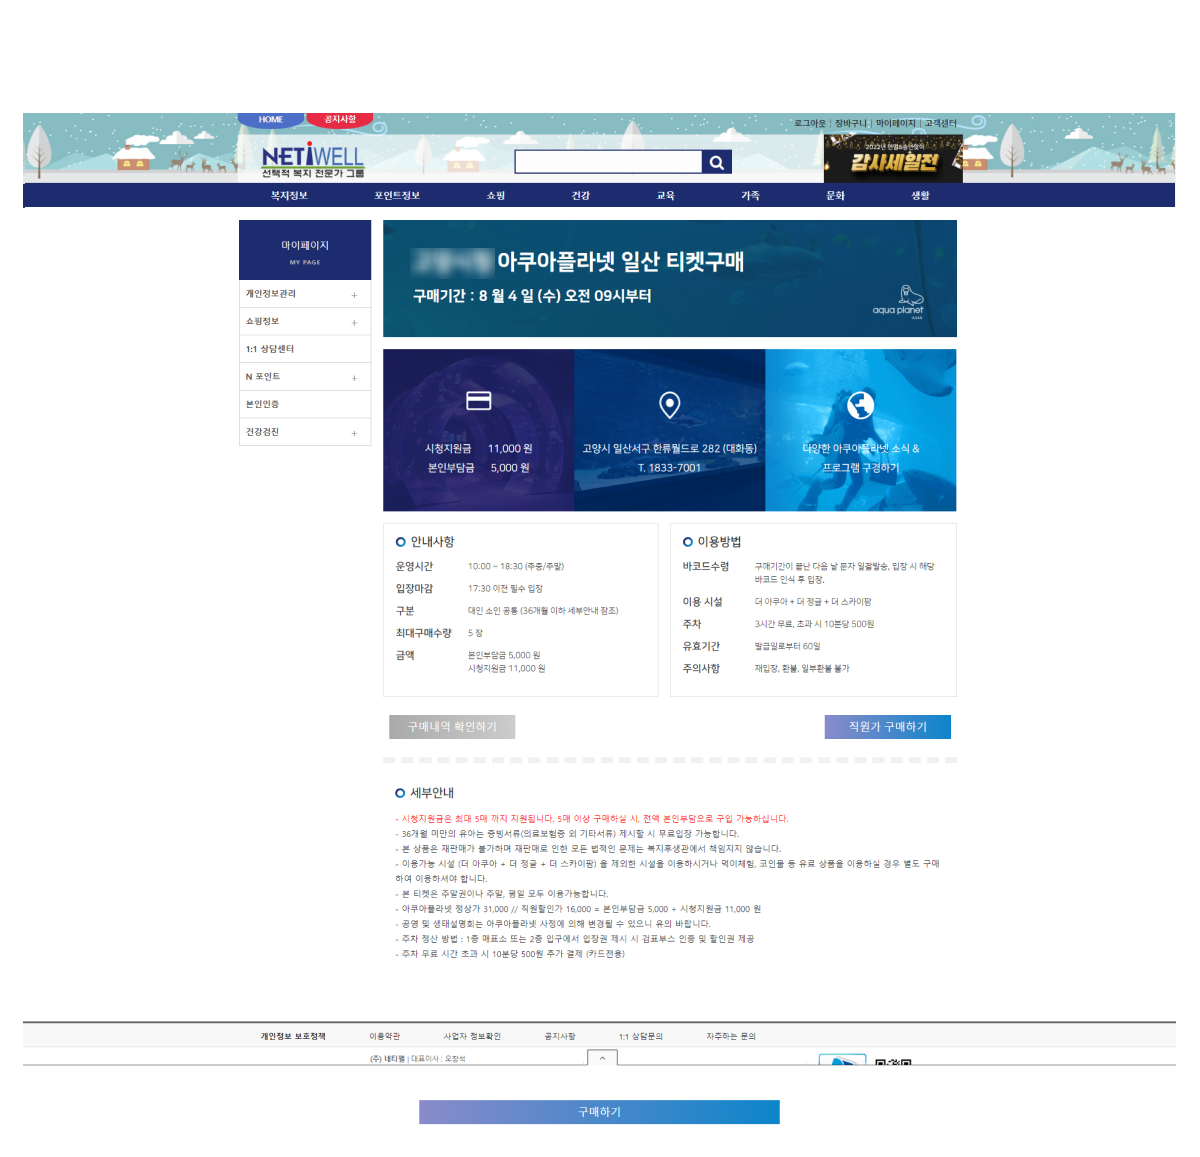 HOME 공지사항
로그아웃 | 장바구니 | 마이페이지 | 고객센터
NETiWELL
선택적 복지 전문가 그룹
감사세일전
복지정보 포인트정보 쇼핑 건강 교육 가족 문화 생활
마이페이지
MY PAGE
개인정보관리 +
쇼핑정보 +
1:1 상담센터
N 포인트 +
본인인증
건강검진 +
아쿠아플라넷 일산 티켓구매
구매기간 : 8 월 4 일 (수) 오전 09시부터
aqua planet
시청지원금 11,000 원
본인부담금 5,000 원
고양시 일산서구 한류월드로 282 (대화동)
T. 1833-7001
다양한 아쿠아플라넷 소식 &
프로그램 구경하기
안내사항
운영시간 10:00 ~ 18:30 (주중/주말)
입장마감 17:30 이전 필수 입장
구분 대인 소인 공통 (36개월 이하 세부안내 참조)
최대구매수량 5 장
금액 본인부담금 5,000 원
시청지원금 11,000 원
이용방법
바코드수령 구매기간이 끝난 다음 날 문자 일괄발송, 입장 시 해당
바코드 인식 후 입장.
이용 시설 더 아쿠아 + 더 정글 + 더 스카이팜
주차 3시간 무료, 초과 시 10분당 500원
유효기간 발급일로부터 60일
주의사항 재입장, 환불, 일부환불 불가
구매내역 확인하기
직원가 구매하기
세부안내
- 시청지원금은 최대 5매 까지 지원됩니다. 5매 이상 구매하실 시, 전액 본인부담으로 구입 가능하십니다.
- 36개월 미만의 유아는 증빙서류(의료보험증 외 기타서류) 제시할 시 무료입장 가능합니다.
- 본 상품은 재판매가 불가하며 재판매로 인한 모든 법적인 문제는 복지후생관에서 책임지지 않습니다.
- 이용가능 시설 (더 아쿠아 + 더 정글 + 더 스카이팜) 을 제외한 시설을 이용하시거나 먹이체험, 코인물 등 유료 상품을 이용하실 경우 별도 구매
하여 이용하셔야 합니다.
- 본 티켓은 주말권이나 주말, 평일 모두 이용가능합니다.
- 아쿠아플라넷 정상가 31,000 // 직원할인가 16,000 = 본인부담금 5,000 + 시청지원금 11,000 원
- 공영 및 생태설명회는 아쿠아플라넷 사정에 의해 변경될 수 있으니 유의 바랍니다.
- 주차 정산 방법 : 1층 매표소 또는 2층 입구에서 입장권 제시 시 검표부스 인증 및 할인권 제공
- 주차 무료 시간 초과 시 10분당 500원 추가 결제 (카드전용)
개인정보 보호정책 이용약관 사업자 정보확인 공지사항 1:1 상담문의 자주하는 문의
(주) 네티웰 | 대표이사 : 오창석
구매하기